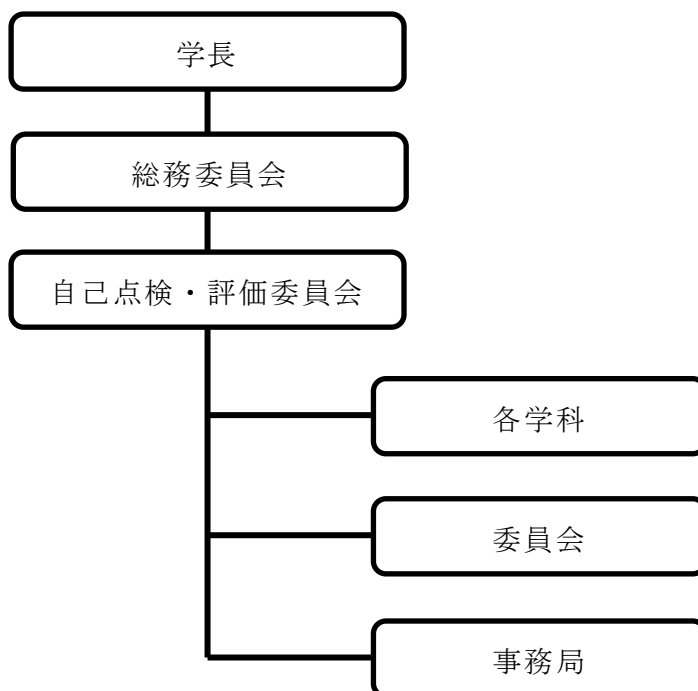 学長
総務委員会
自己点検・評価委員会
各学科
委員会
事務局